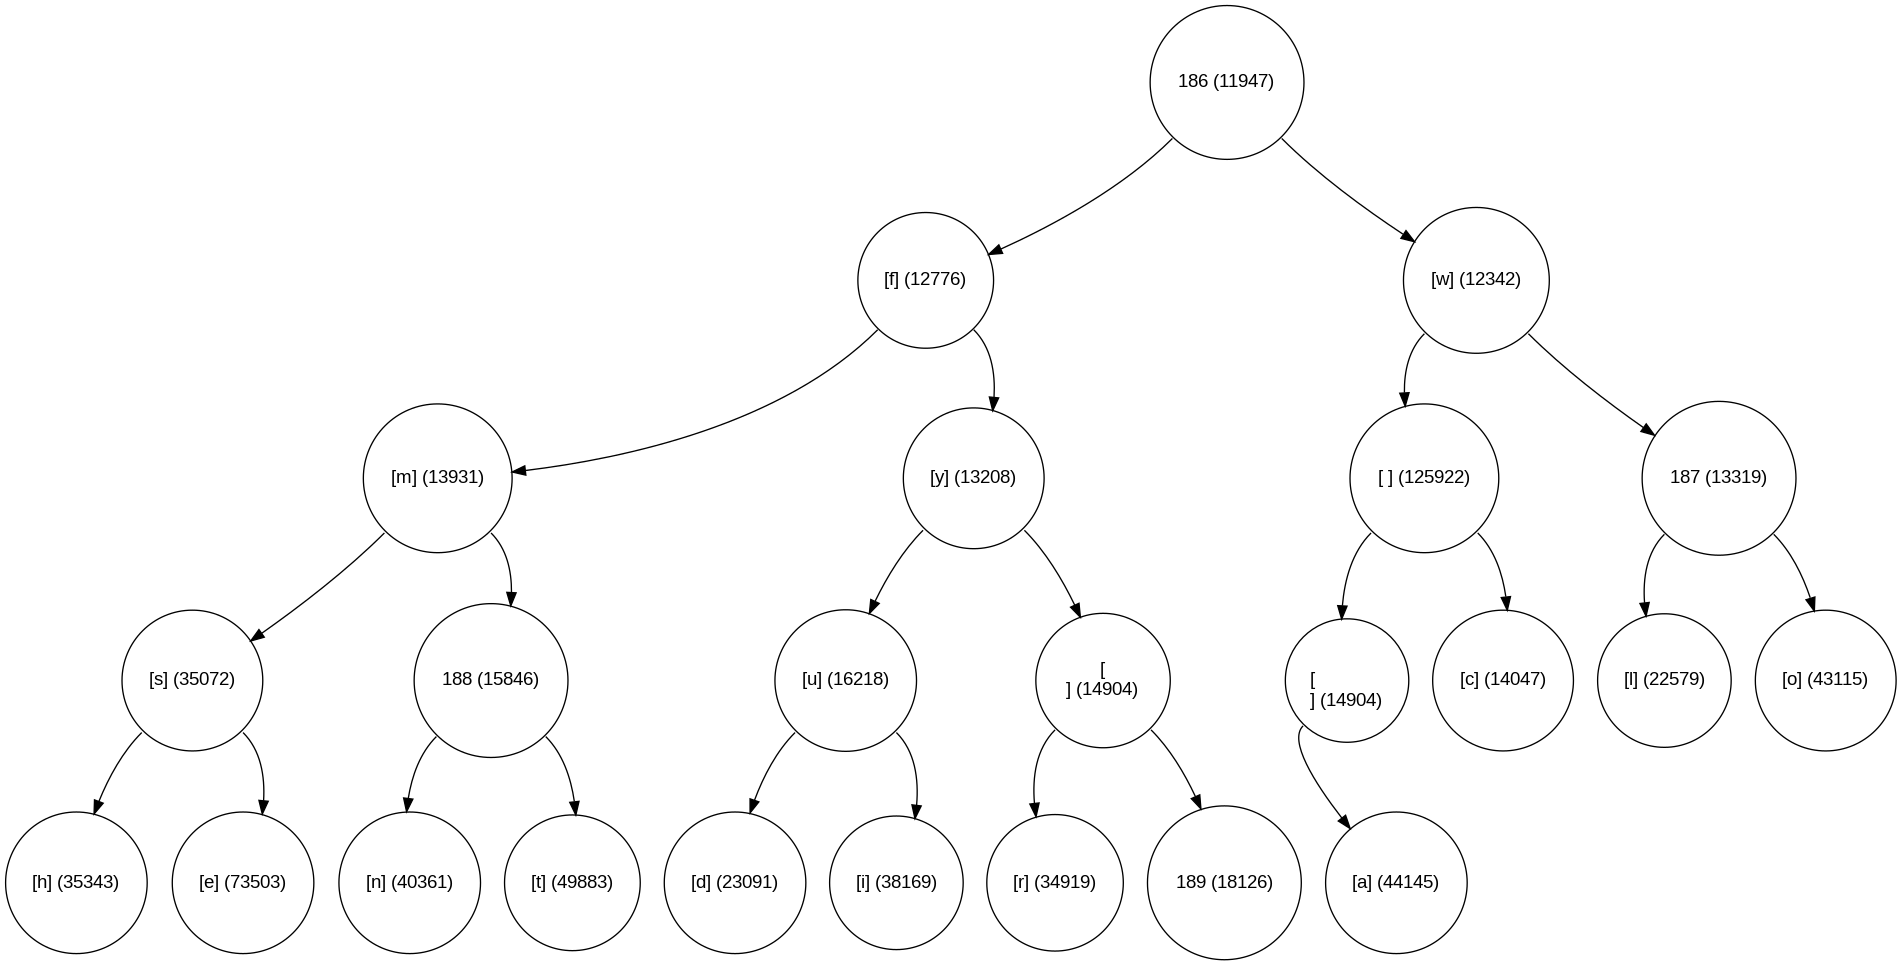 186 (11947)
[f] (12776)
[w] (12342)
[m] (13931)
[y] (13208)
[ ] (125922)
187 (13319)
[s] (35072)
188 (15846)
[u] (16218)
[
] (14904)
[
] (14904)
[c] (14047)
[l] (22579)
[o] (43115)
[h] (35343)
[e] (73503)
[n] (40361)
[t] (49883)
[d] (23091)
[i] (38169)
[r] (34919)
189 (18126)
[a] (44145)